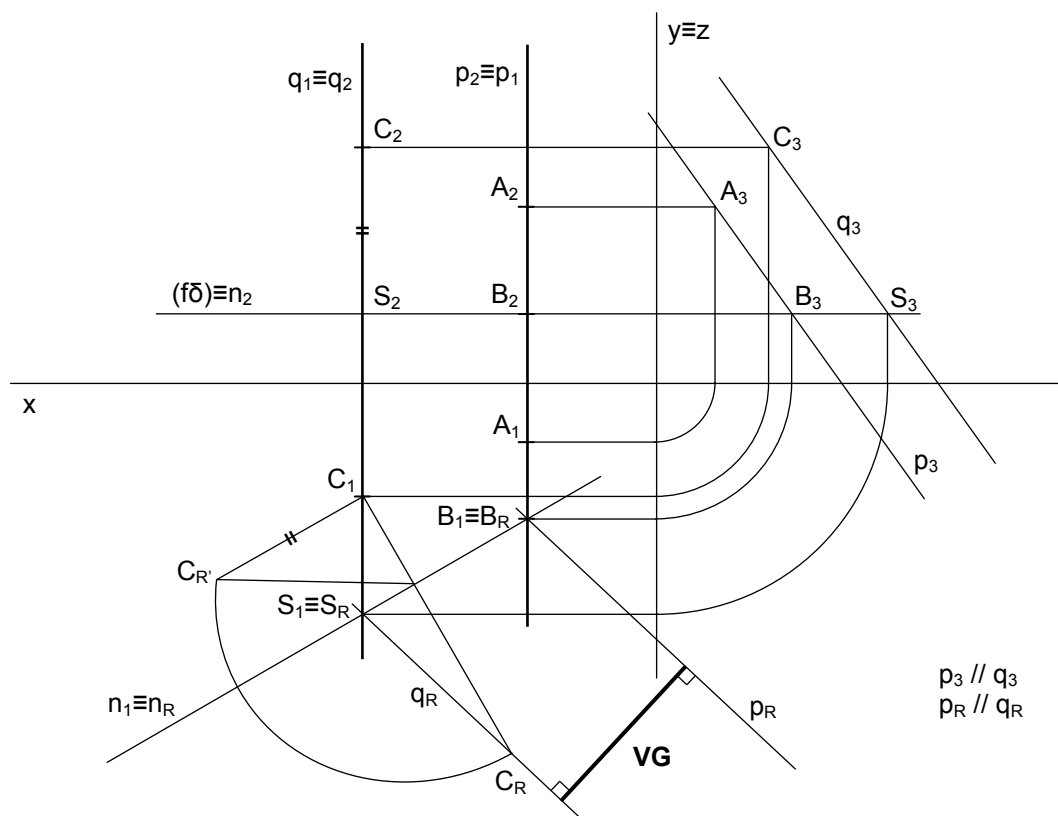 y≡z
q₁≡q₂
p₂≡p₁
C₂
C₃
A₂
A₃
q₃
(fδ)≡n₂
S₂
B₂
B₃
S₃
x
A₁
p₃
C₁
B₁≡B_R
C_R'
S₁≡S_R
n₁≡n_R
q_R
p_R
p₃ // q₃
p_R // q_R
VG
C_R